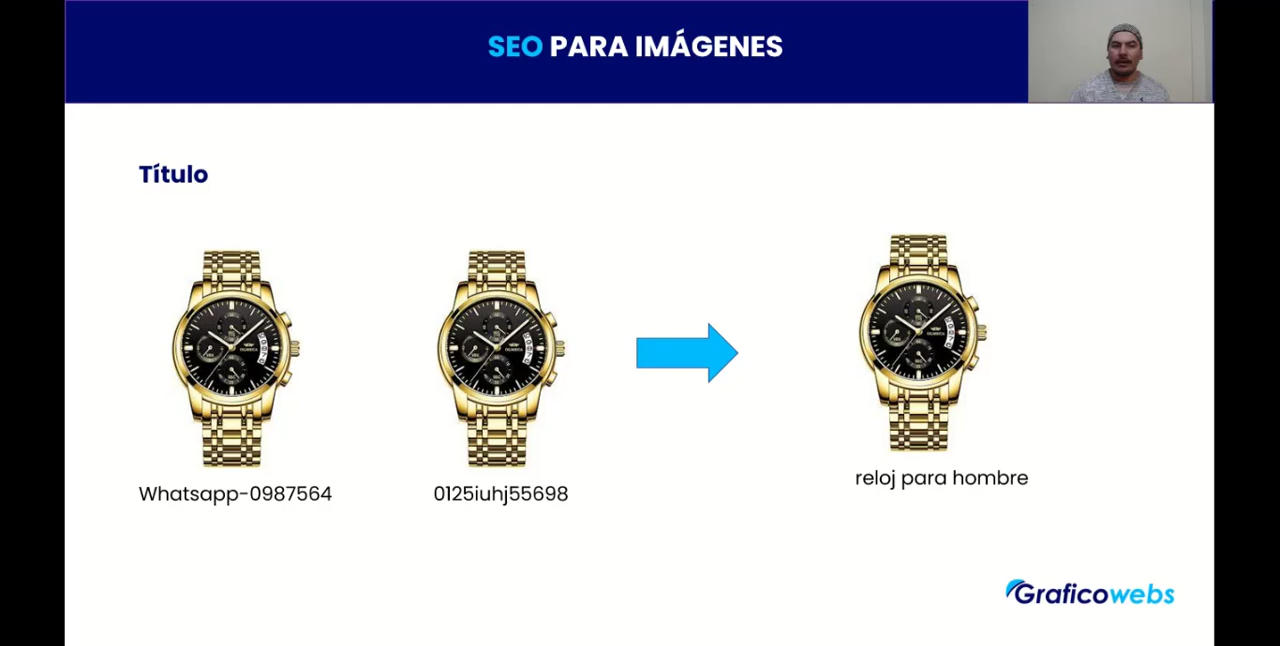 SEO PARA IMÁGENES
Título
Whatsapp-0987564
0125iuhj55698
reloj para hombre
Graficowebs